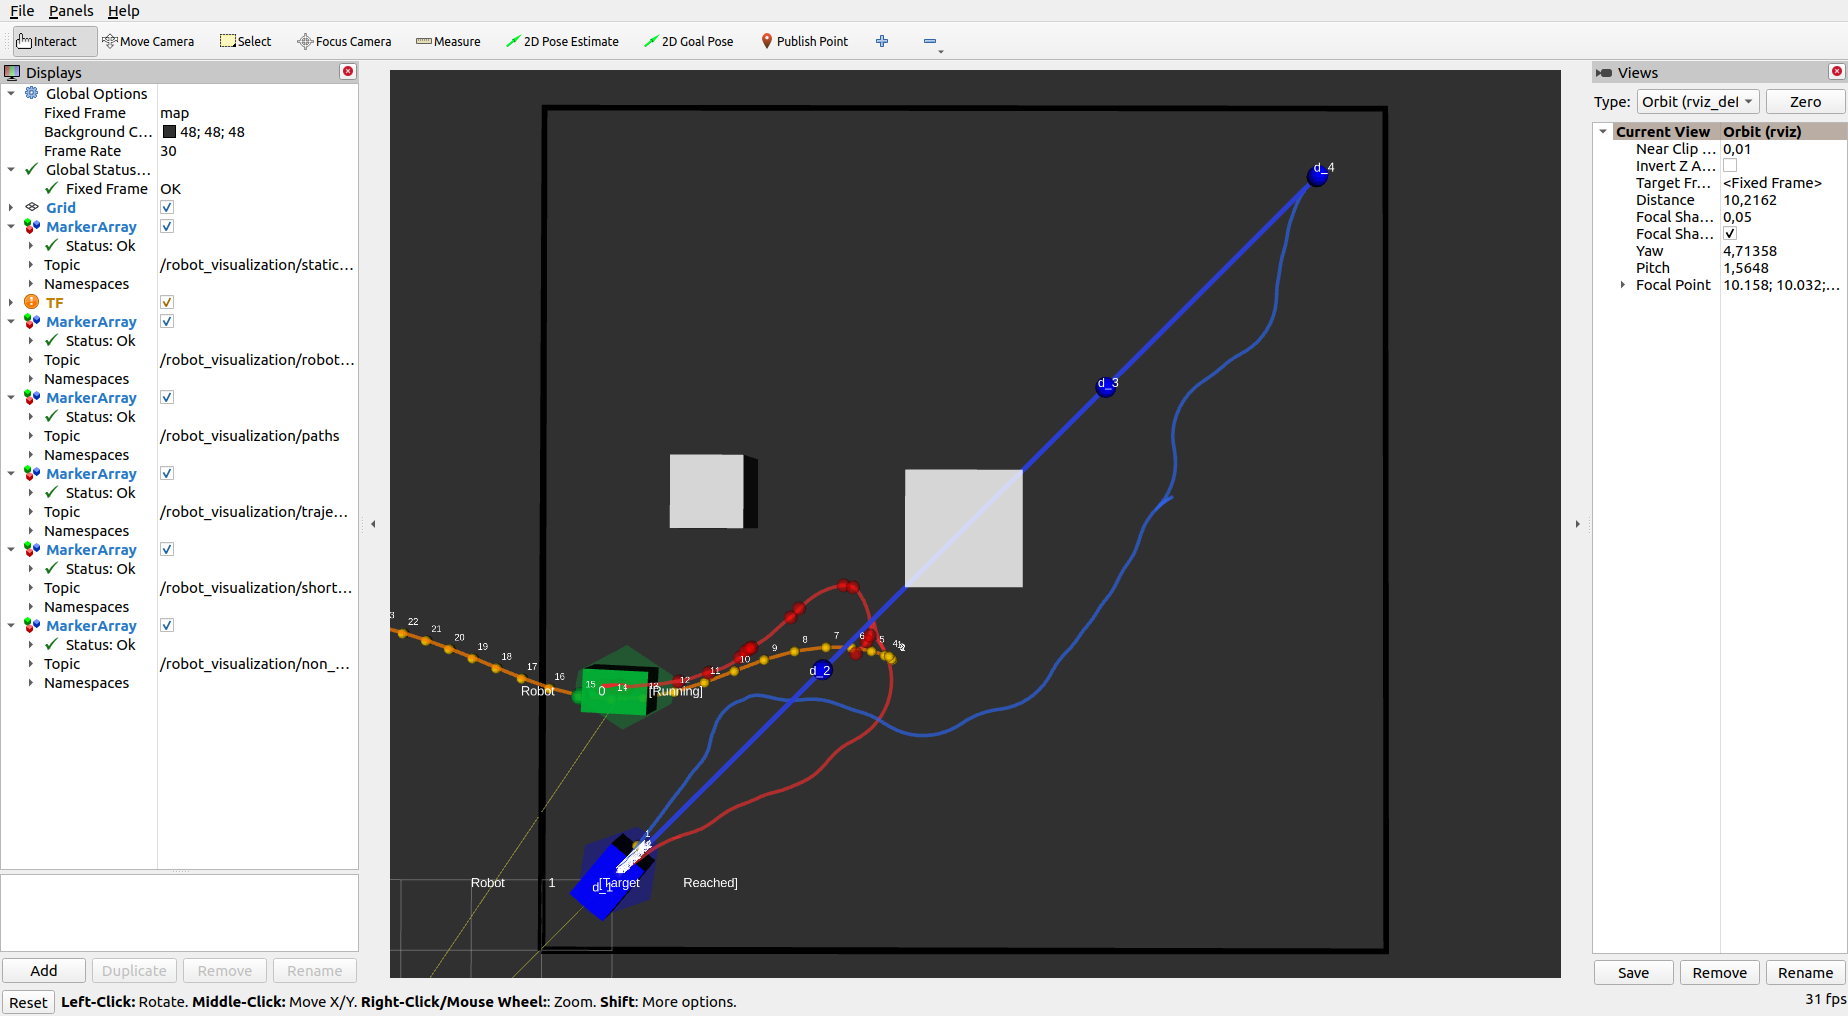 File Panels Help
Interact Move Camera Select Focus Camera Measure 2D Pose Estimate 2D Goal Pose Publish Point
Displays
Global Options
Fixed Frame map
Background C... 48; 48; 48
Frame Rate 30
Global Status...
Fixed Frame OK
Grid
MarkerArray
Status: Ok
Topic /robot_visualization/static...
Namespaces
TF
MarkerArray
Status: Ok
Topic /robot_visualization/robot...
Namespaces
MarkerArray
Status: Ok
Topic /robot_visualization/paths
Namespaces
MarkerArray
Status: Ok
Topic /robot_visualization/traje...
Namespaces
MarkerArray
Status: Ok
Topic /robot_visualization/short...
Namespaces
MarkerArray
Status: Ok
Topic /robot_visualization/non_...
Namespaces
Add Duplicate Remove Rename
d_4
d_3
3 22 21 20 19 18 17 16 15 14 13 12 11 10 9 8 7 6 5
d_2
Robot 0 [Running]
1
Robot 1 [Target Reached]
d_1
Views
Type: Orbit (rviz_def Zero
Current View Orbit (rviz)
Near Clip ... 0,01
Invert Z A...
Target Fr... <Fixed Frame>
Distance 10,2162
Focal Sha... 0,05
Focal Sha...
Yaw 4,71358
Pitch 1,5648
Focal Point 10.158; 10.032;...
Save Remove Rename
Reset Left-Click: Rotate. Middle-Click: Move X/Y. Right-Click/Mouse Wheel:: Zoom. Shift: More options.
31 fps